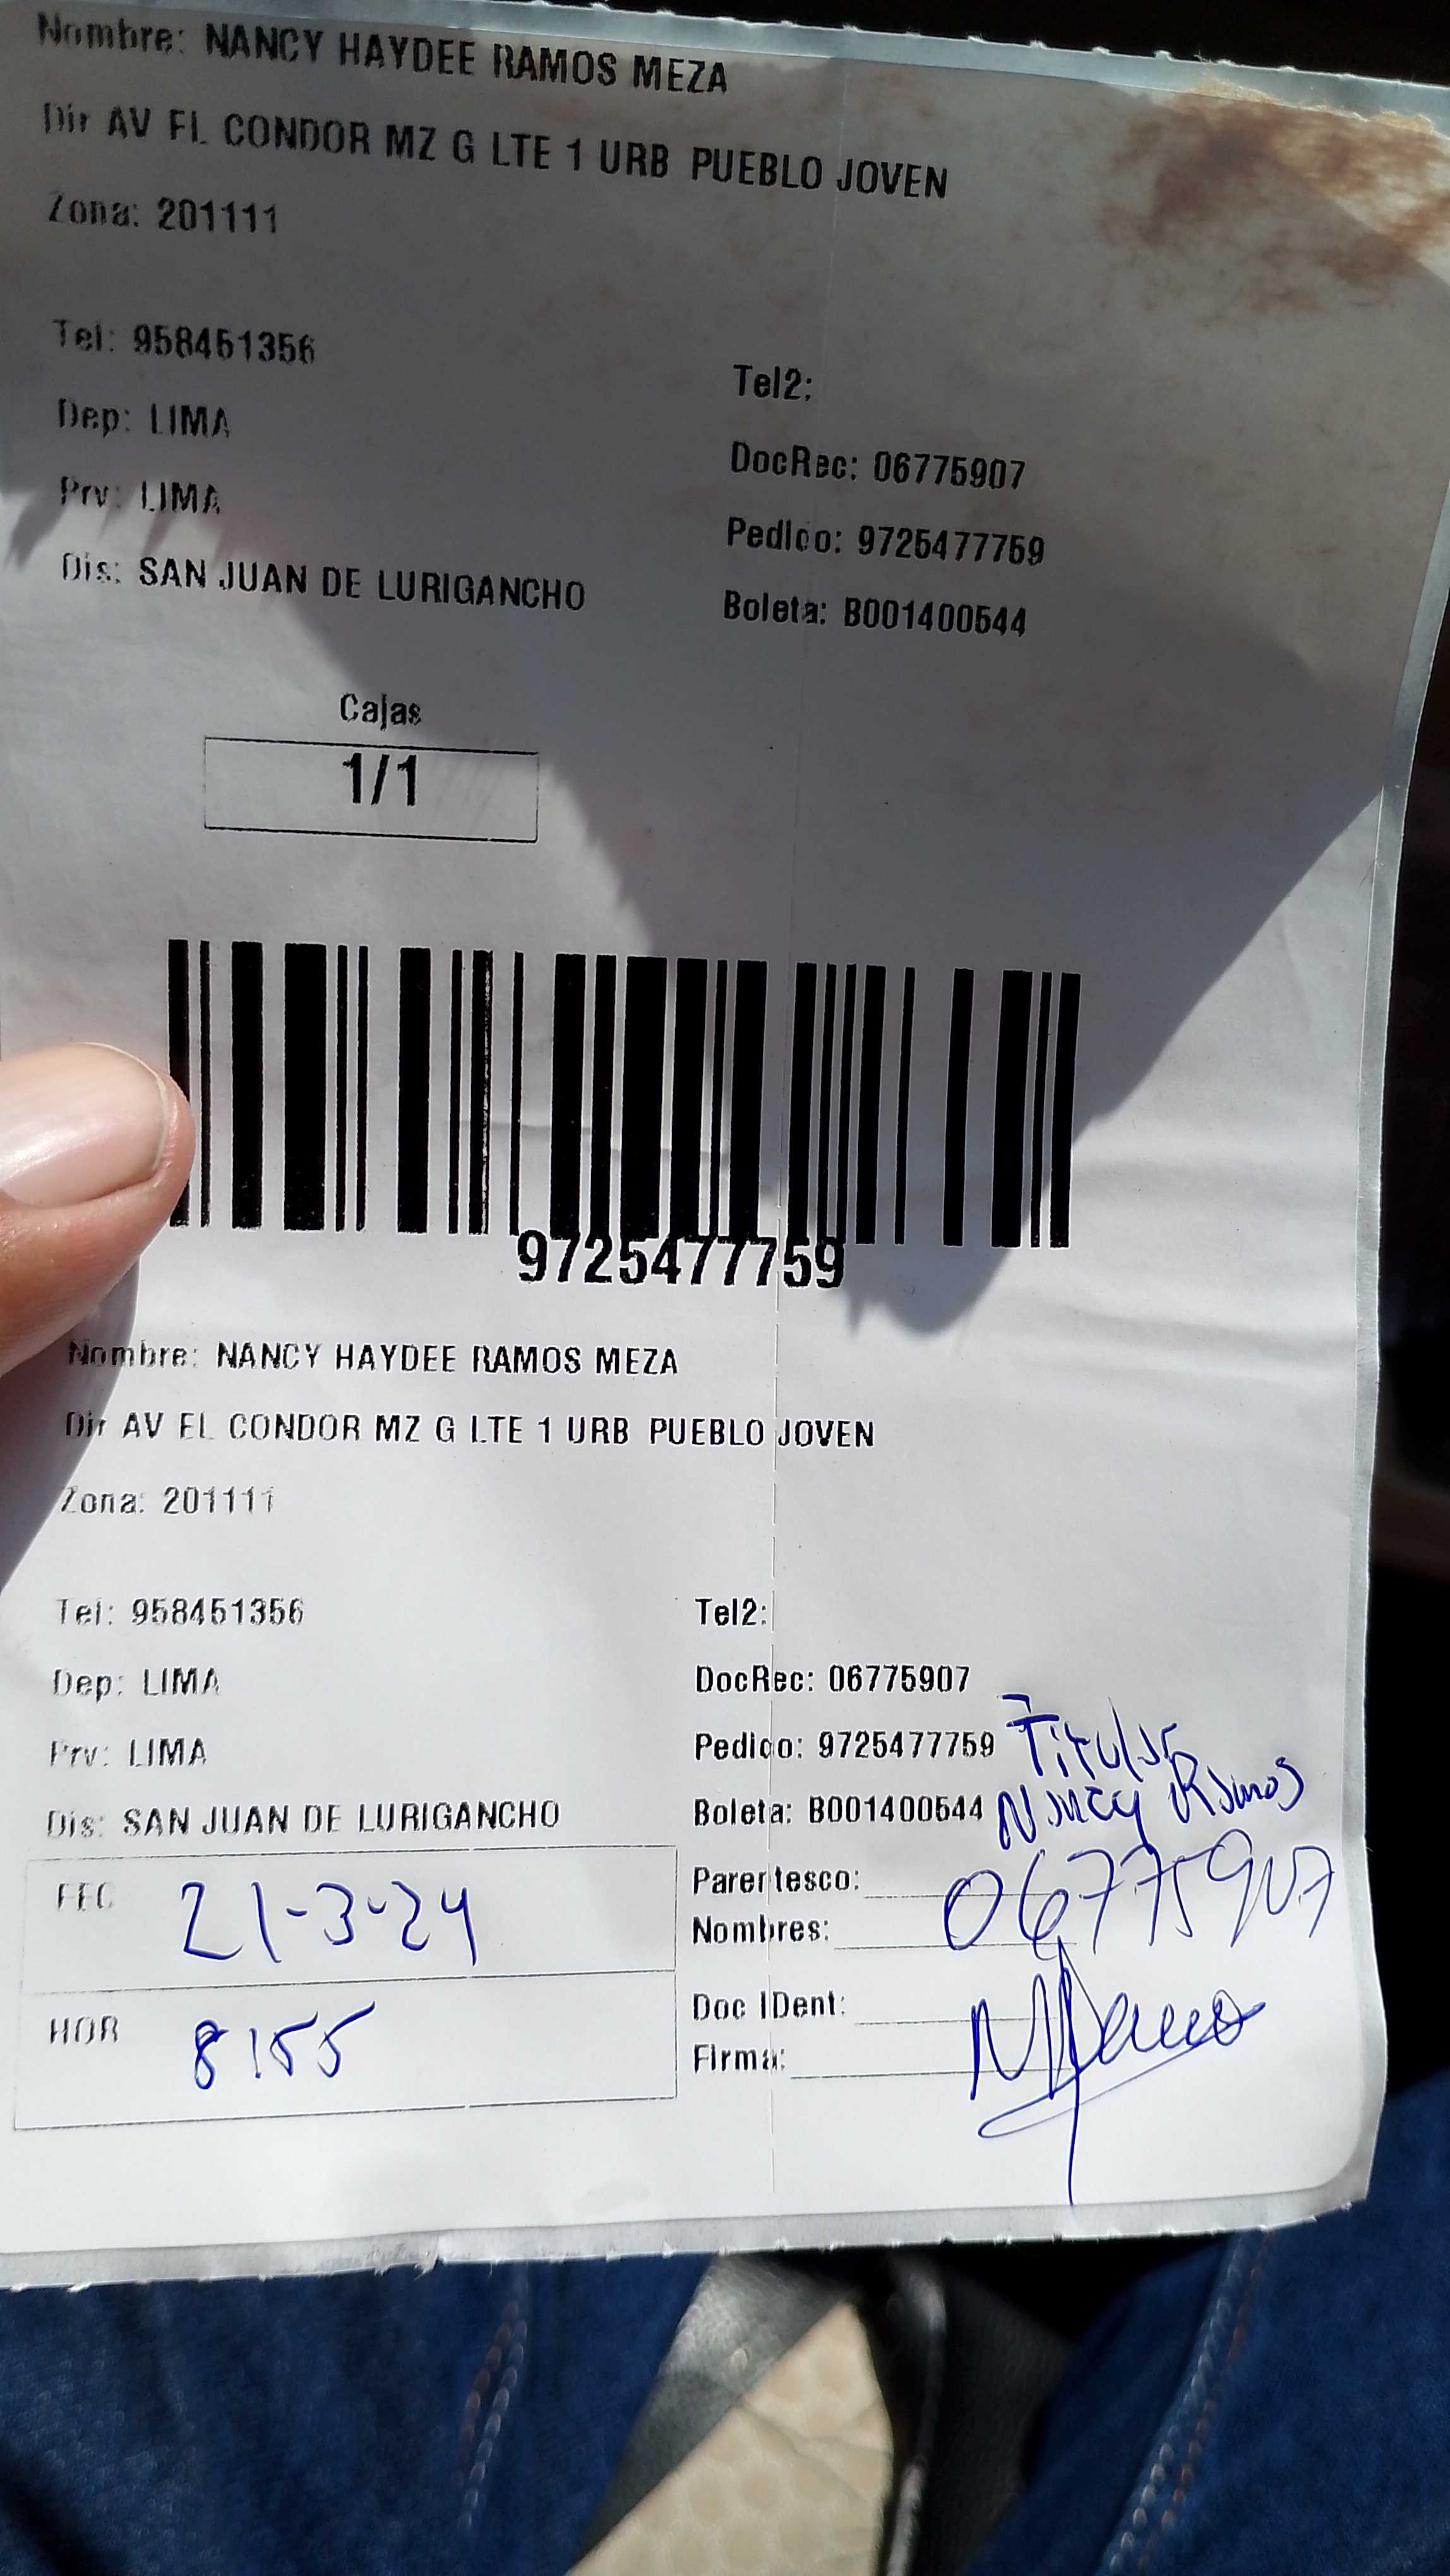 Nombre: NANCY HAYDEE RAMOS MEZA
Dir AV EL CONDOR MZ G LTE 1 URB PUEBLO JOVEN
Zona: 201111
Tel: 958451356
Tel2:
Dep: LIMA
DocRec: 06775907
Prv: LIMA
Pedido: 9725477759
Dis: SAN JUAN DE LURIGANCHO
Boleta: B001400544
Cajas
1/1
9725477759
Nombre: NANCY HAYDEE RAMOS MEZA
Dir AV EL CONDOR MZ G LTE 1 URB PUEBLO JOVEN
Zona: 201111
Tel: 958451356
Tel2:
Dep: LIMA
DocRec: 06775907
Prv: LIMA
Pedido: 9725477759 Titular
Dis: SAN JUAN DE LURIGANCHO
Boleta: B001400544 Nancy Ramos
FEC 21-3-24
Parentesco: 06775907
Nombres:
HOR 8:55
Doc IDent:
Firma: NRamos